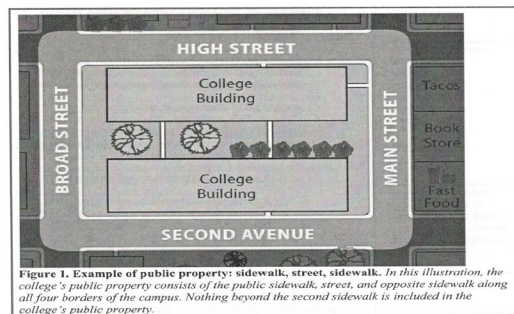 HIGH STREET
BROAD STREET
College
Building
MAIN STREET
Tacos
Book
Store
Fast
Food
College
Building
SECOND AVENUE
Figure 1. Example of public property: sidewalk, street, sidewalk. In this illustration, the
college's public property consists of the public sidewalk, street, and opposite sidewalk along
all four borders of the campus. Nothing beyond the second sidewalk is included in the
college's public property.